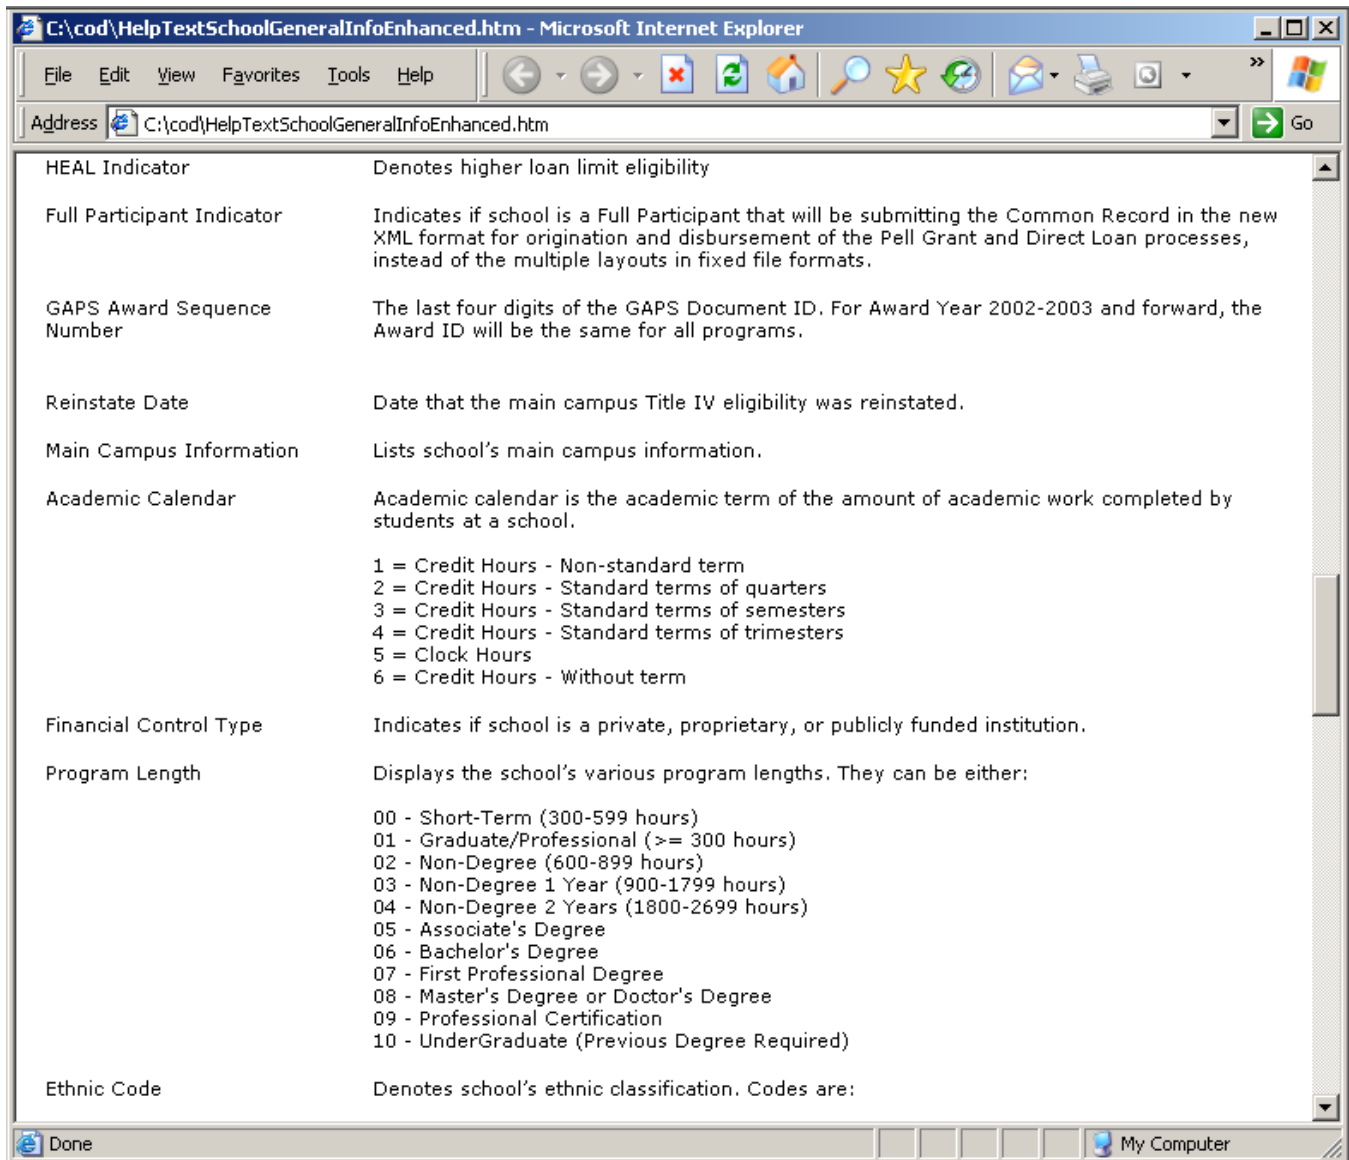 C:\cod\HelpTextSchoolGeneralInfoEnhanced.htm - Microsoft Internet Explorer
File Edit View Favorites Tools Help »
Address C:\cod\HelpTextSchoolGeneralInfoEnhanced.htm Go
HEAL Indicator Denotes higher loan limit eligibility
Full Participant Indicator Indicates if school is a Full Participant that will be submitting the Common Record in the new
XML format for origination and disbursement of the Pell Grant and Direct Loan processes,
instead of the multiple layouts in fixed file formats.
GAPS Award Sequence The last four digits of the GAPS Document ID. For Award Year 2002-2003 and forward, the
Number Award ID will be the same for all programs.
Reinstate Date Date that the main campus Title IV eligibility was reinstated.
Main Campus Information Lists school's main campus information.
Academic Calendar Academic calendar is the academic term of the amount of academic work completed by
students at a school.
1 = Credit Hours - Non-standard term
2 = Credit Hours - Standard terms of quarters
3 = Credit Hours - Standard terms of semesters
4 = Credit Hours - Standard terms of trimesters
5 = Clock Hours
6 = Credit Hours - Without term
Financial Control Type Indicates if school is a private, proprietary, or publicly funded institution.
Program Length Displays the school's various program lengths. They can be either:
00 - Short-Term (300-599 hours)
01 - Graduate/Professional (>= 300 hours)
02 - Non-Degree (600-899 hours)
03 - Non-Degree 1 Year (900-1799 hours)
04 - Non-Degree 2 Years (1800-2699 hours)
05 - Associate's Degree
06 - Bachelor's Degree
07 - First Professional Degree
08 - Master's Degree or Doctor's Degree
09 - Professional Certification
10 - UnderGraduate (Previous Degree Required)
Ethnic Code Denotes school's ethnic classification. Codes are:
Done My Computer